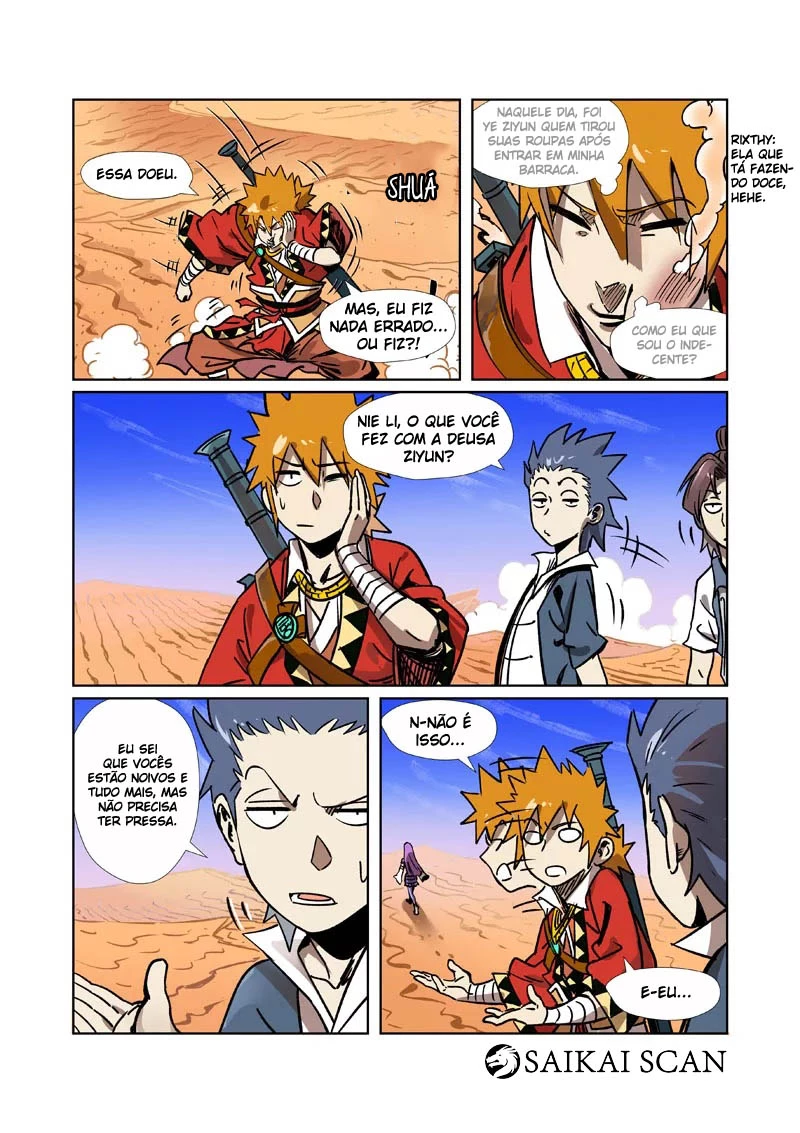 ESSA DOEU.
SHUÁ
MAS, EU FIZ
NADA ERRADO...
OU FIZ?!
NAQUELE DIA, FOI
YE ZIYUN QUEM TIROU
SUAS ROUPAS APÓS
ENTRAR EM MINHA
BARRACA.
RIXTHY:
ELA QUE
TÁ FAZEN-
DO DOCE,
HEHE.
COMO EU QUE
SOU O INDE-
CENTE?
NIE LI, O QUE VOCÊ
FEZ COM A DEUSA
ZIYUN?
EU SEI
QUE VOCÊS
ESTÃO NOIVOS E
TUDO MAIS, MAS
NÃO PRECISA
TER PRESSA.
N-NÃO É
ISSO...
E-EU...
SAIKAI SCAN